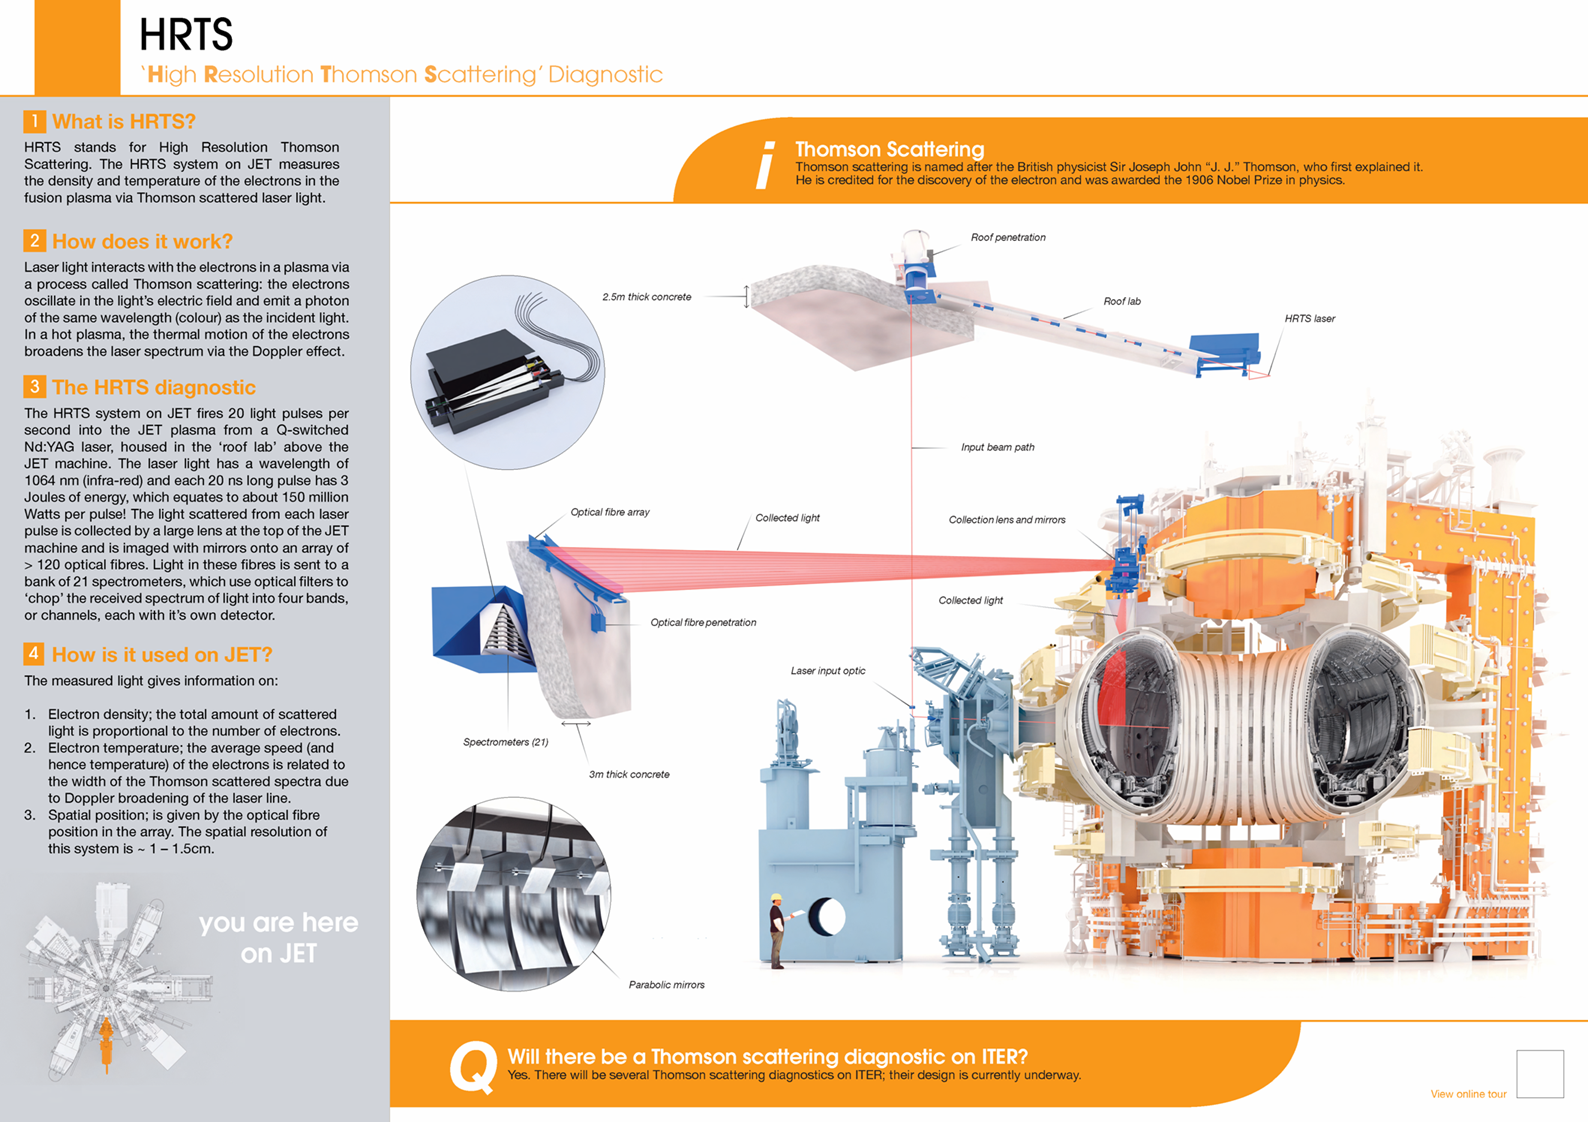 HRTS
‘High Resolution Thomson Scattering’ Diagnostic
1 What is HRTS?
HRTS stands for High Resolution Thomson
Scattering. The HRTS system on JET measures
the density and temperature of the electrons in the
fusion plasma via Thomson scattered laser light.
2 How does it work?
Laser light interacts with the electrons in a plasma via
a process called Thomson scattering: the electrons
oscillate in the light’s electric field and emit a photon
of the same wavelength (colour) as the incident light.
In a hot plasma, the thermal motion of the electrons
broadens the laser spectrum via the Doppler effect.
3 The HRTS diagnostic
The HRTS system on JET fires 20 light pulses per
second into the JET plasma from a Q-switched
Nd:YAG laser, housed in the ‘roof lab’ above the
JET machine. The laser light has a wavelength of
1064 nm (infra-red) and each 20 ns long pulse has 3
Joules of energy, which equates to about 150 million
Watts per pulse! The light scattered from each laser
pulse is collected by a large lens at the top of the JET
machine and is imaged with mirrors onto an array of
> 120 optical fibres. Light in these fibres is sent to a
bank of 21 spectrometers, which use optical filters to
‘chop’ the received spectrum of light into four bands,
or channels, each with it’s own detector.
4 How is it used on JET?
The measured light gives information on:
1. Electron density; the total amount of scattered
light is proportional to the number of electrons.
2. Electron temperature; the average speed (and
hence temperature) of the electrons is related to
the width of the Thomson scattered spectra due
to Doppler broadening of the laser line.
3. Spatial position; is given by the optical fibre
position in the array. The spatial resolution of
this system is ~ 1 – 1.5cm.
you are here
on JET
i
Thomson Scattering
Thomson scattering is named after the British physicist Sir Joseph John “J. J.” Thomson, who first explained it.
He is credited for the discovery of the electron and was awarded the 1906 Nobel Prize in physics.
Roof penetration
2.5m thick concrete
Roof lab
HRTS laser
Input beam path
Optical fibre array
Collected light
Collection lens and mirrors
Collected light
Optical fibre penetration
Laser input optic
Spectrometers (21)
3m thick concrete
Parabolic mirrors
Q
Will there be a Thomson scattering diagnostic on ITER?
Yes. There will be several Thomson scattering diagnostics on ITER; their design is currently underway.
View online tour